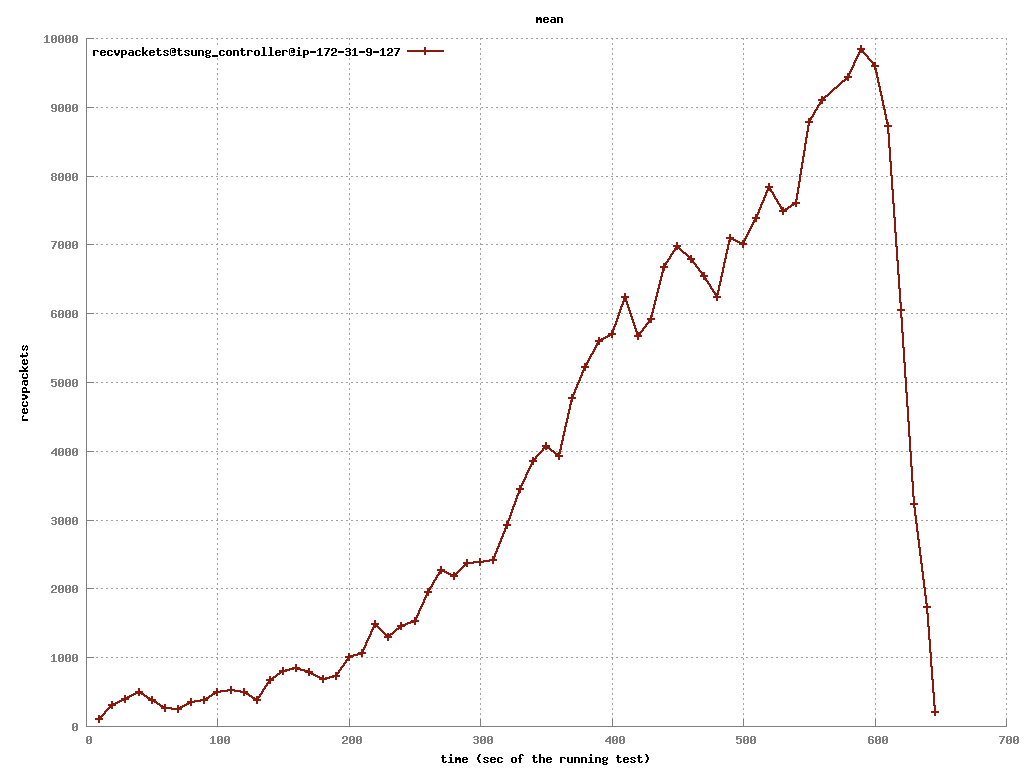 mean
10000
recvpackets@tsung_controller@ip-172-31-9-127
9000
8000
7000
6000
5000
4000
3000
2000
1000
0
recvpackets
0 100 200 300 400 500 600 700
time (sec of the running test)